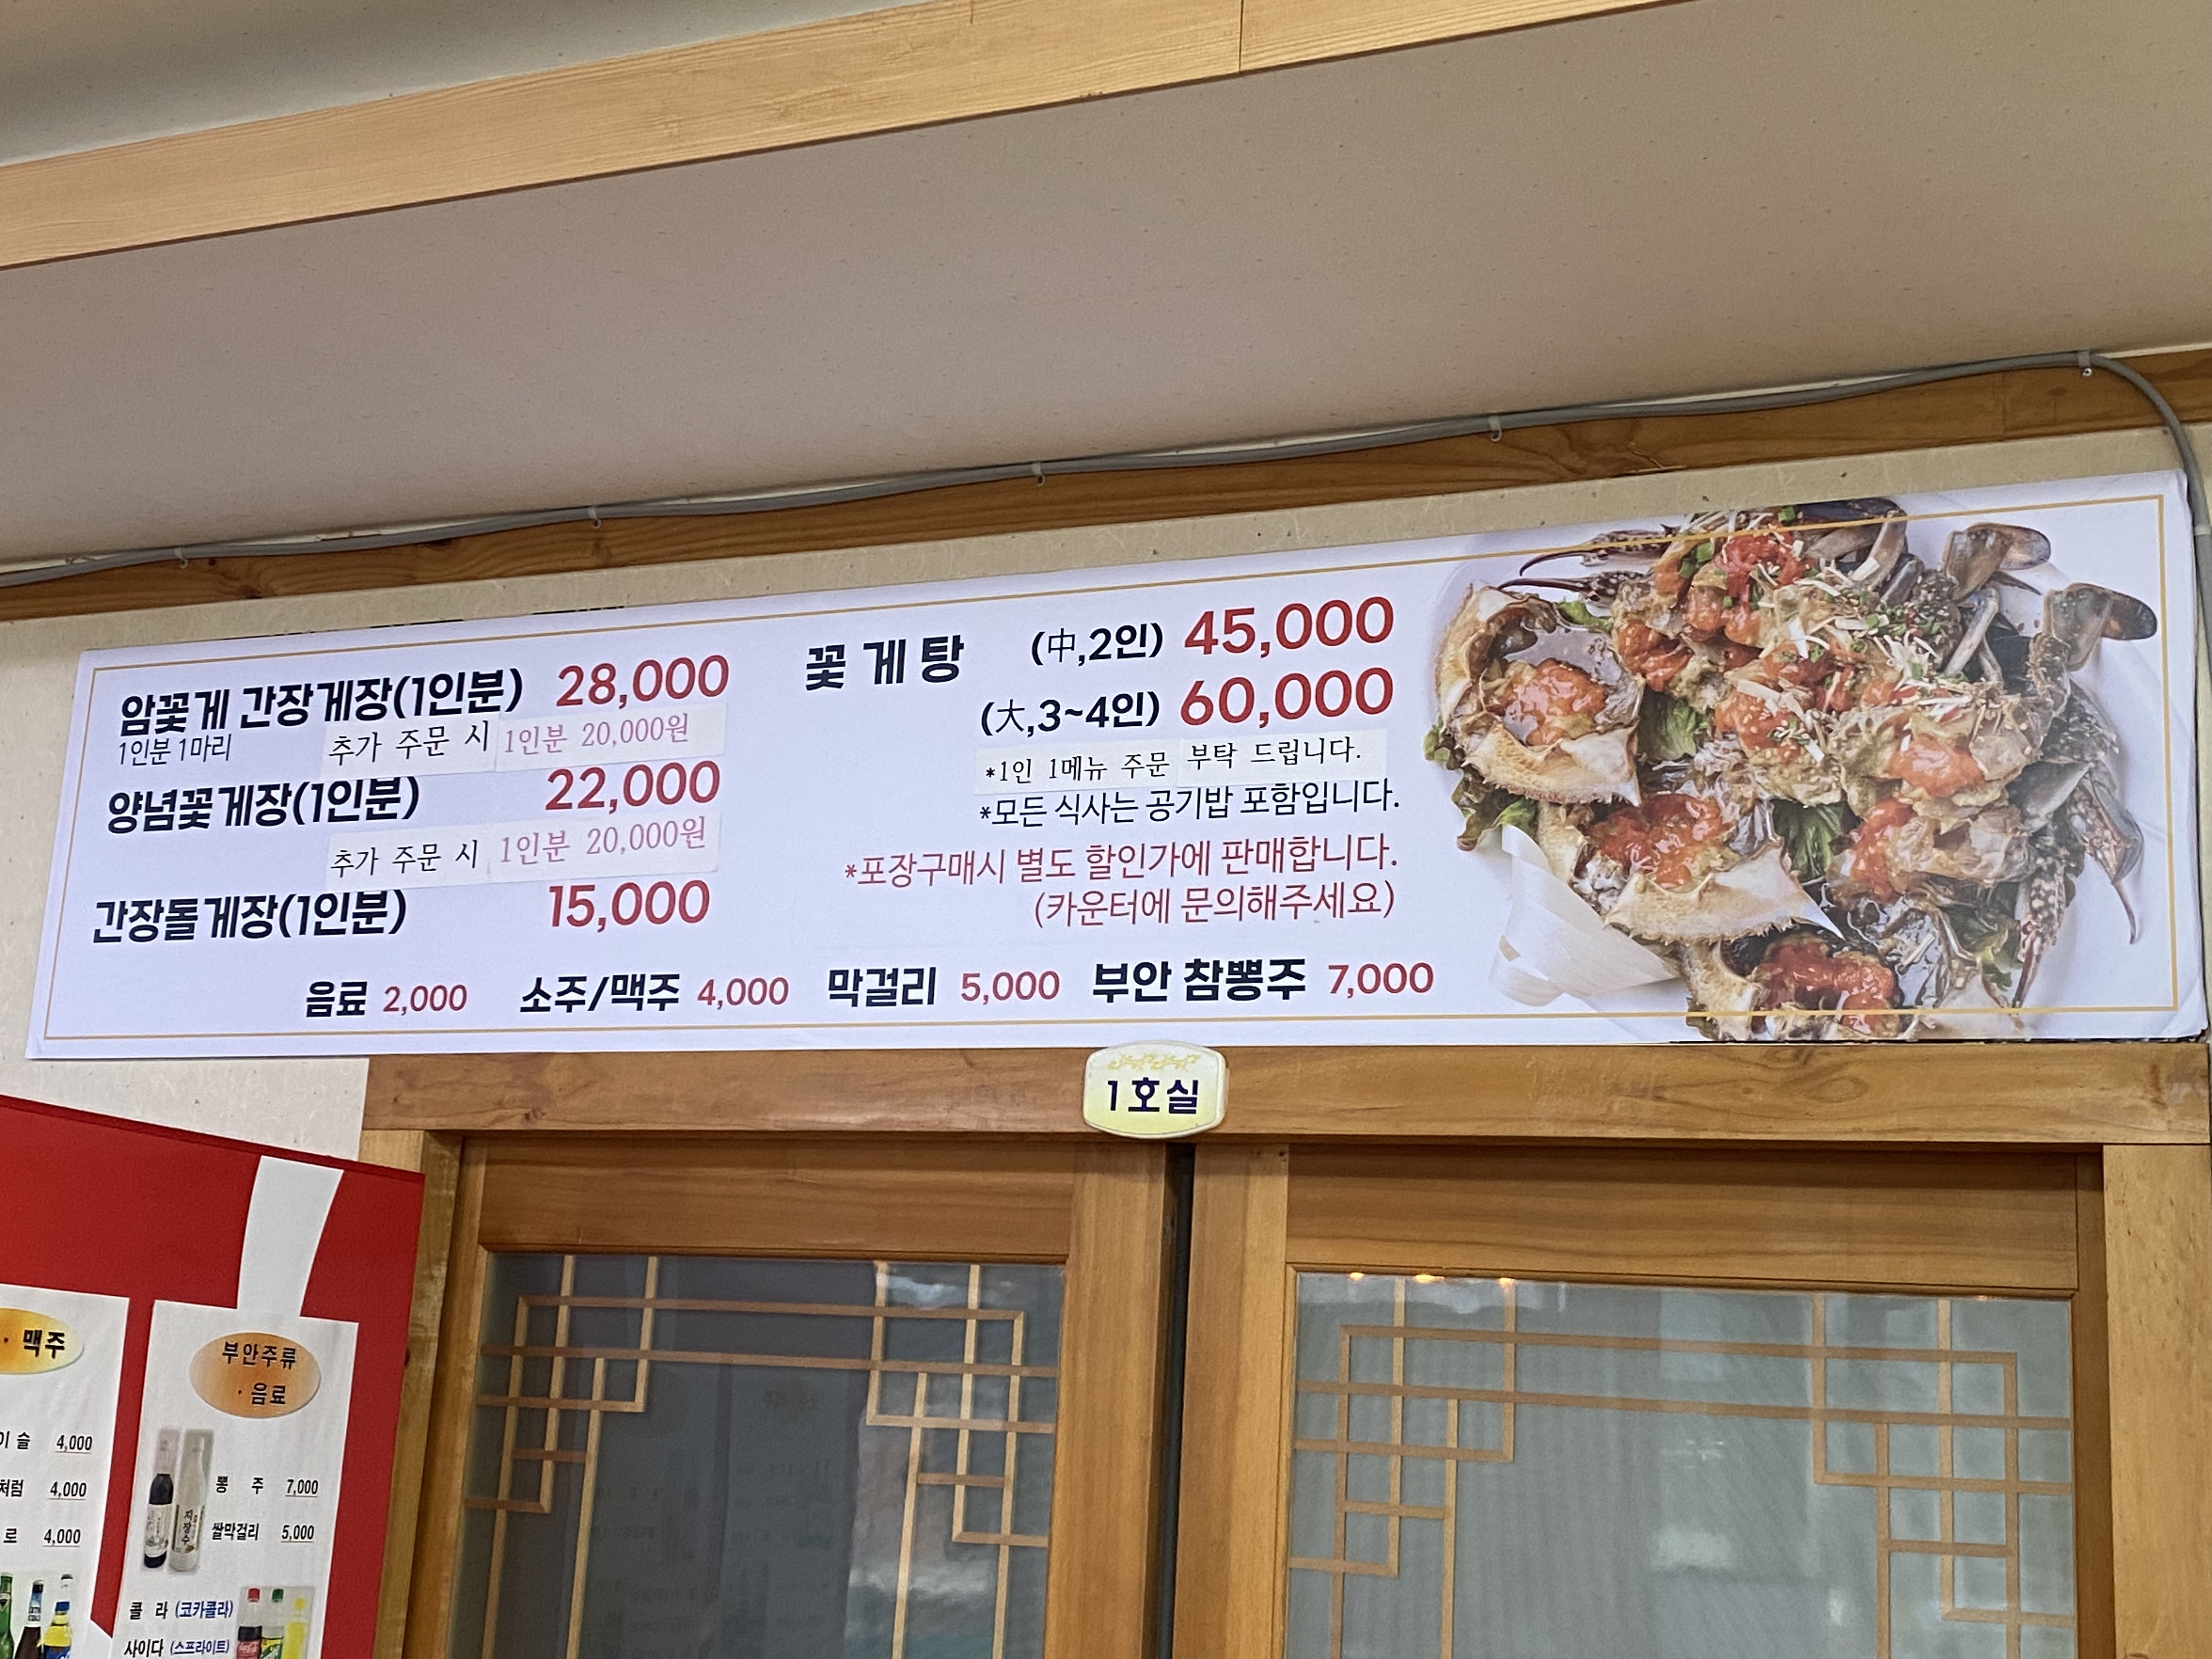 암꽃게 간장게장(1인분) 28,000
1인분 1마리 추가 주문 시 1인분 20,000원
양념꽃게장(1인분) 22,000
추가 주문 시 1인분 20,000원
간장돌게장(1인분) 15,000
꽃게탕 (中,2인) 45,000
(大,3~4인) 60,000
*1인 1메뉴 주문 부탁 드립니다.
*모든 식사는 공기밥 포함입니다.
*포장구매시 별도 할인가에 판매합니다.
(카운터에 문의해주세요)
음료 2,000 소주/맥주 4,000 막걸리 5,000 부안 참뽕주 7,000
1호실
· 맥주
이 슬 4,000
처럼 4,000
로 4,000
부안주류
· 음료
뽕 주 7,000
쌀막걸리 5,000
콜 라 (코카콜라)
사이다 (스프라이트)